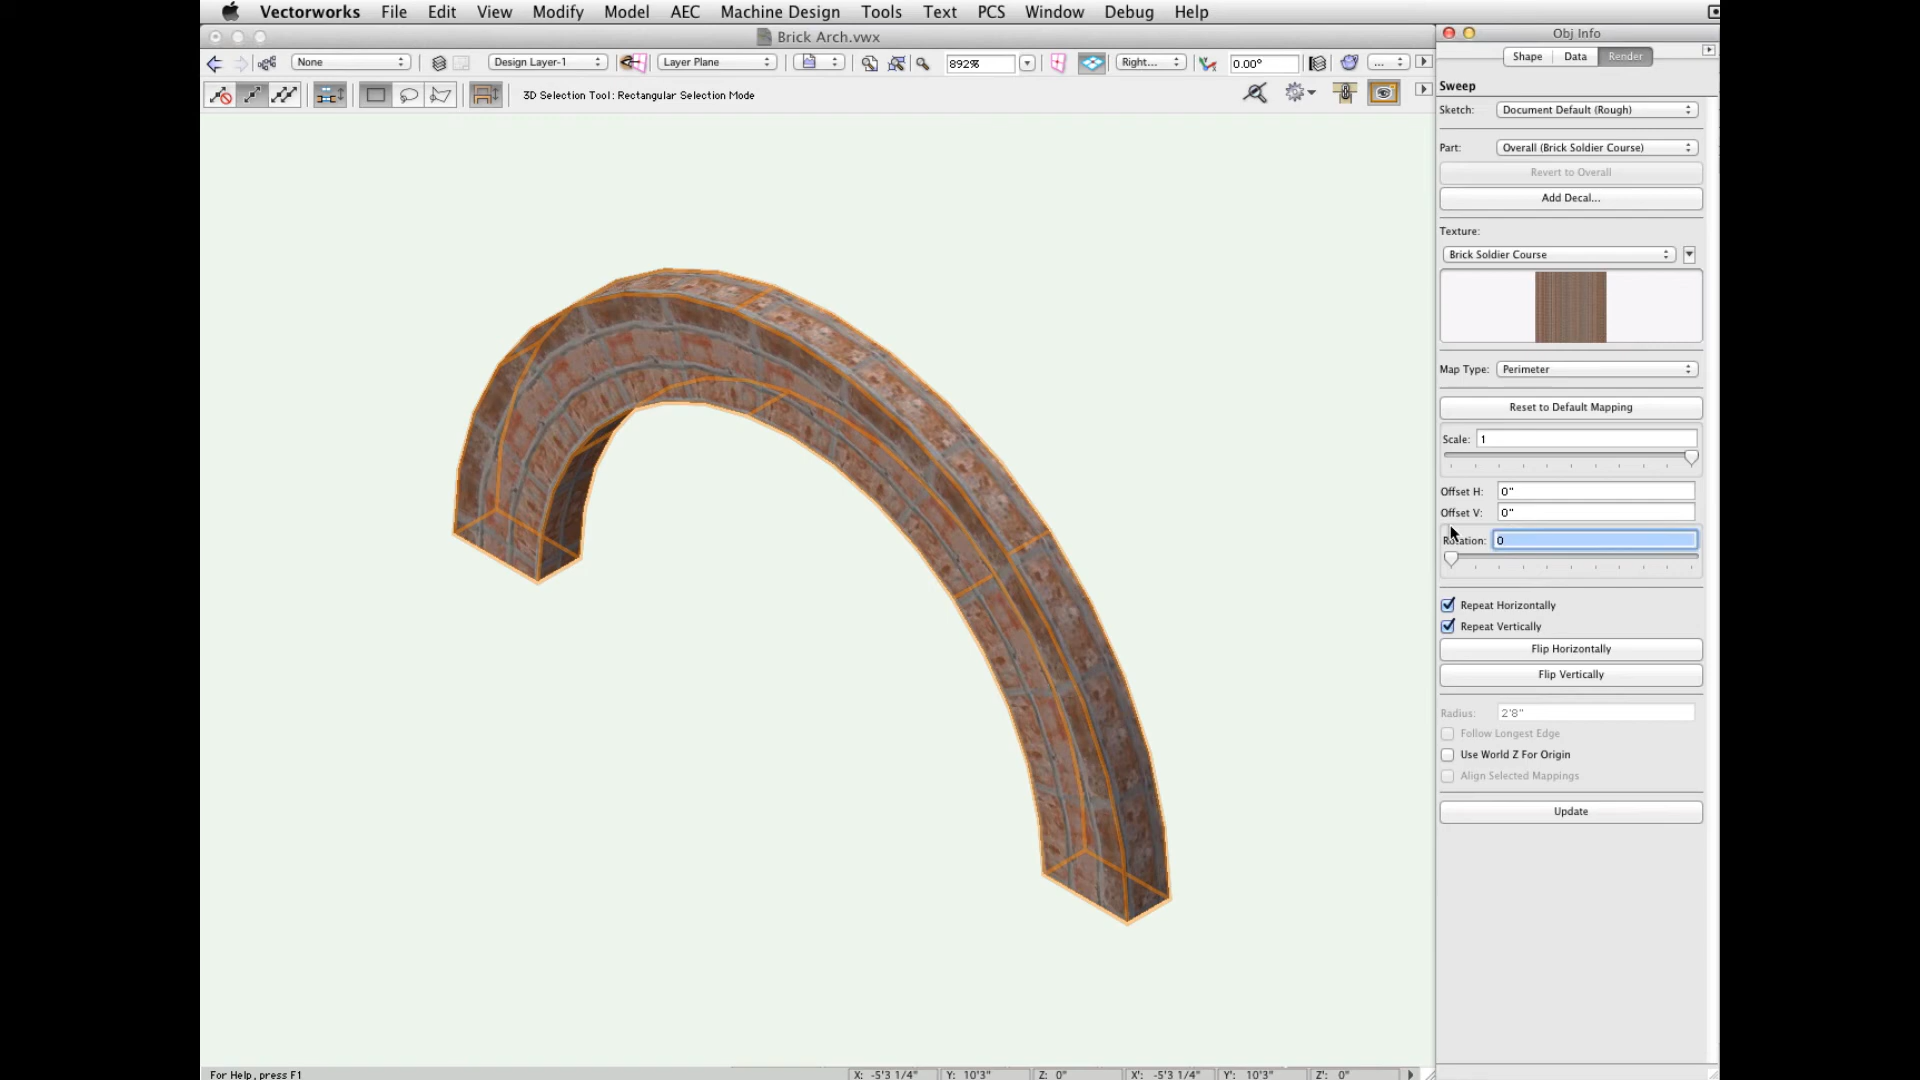 Vectorworks File Edit View Modify Model AEC Machine Design Tools Text PCS Window Debug Help
Brick Arch.vwx
Obj Info
None
Design Layer-1
Layer Plane
892%
Right...
0.00°
...
3D Selection Tool: Rectangular Selection Mode
Shape Data Render
Sweep
Sketch: Document Default (Rough)
Part: Overall (Brick Soldier Course)
Revert to Overall
Add Decal...
Texture:
Brick Soldier Course
Map Type: Perimeter
Reset to Default Mapping
Scale: 1
Offset H: 0"
Offset V: 0"
Rotation: 0
Repeat Horizontally
Repeat Vertically
Flip Horizontally
Flip Vertically
Radius: 2'8"
Follow Longest Edge
Use World Z For Origin
Align Selected Mappings
Update
For Help, press F1
X: -5'3 1/4" Y: 10'3" Z: 0" X': -5'3 1/4" Y': 10'3" Z': 0"